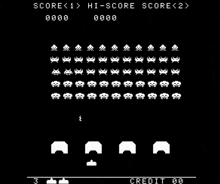 SCORE<1> HI-SCORE SCORE<2>
0000 0000
3 CREDIT 00